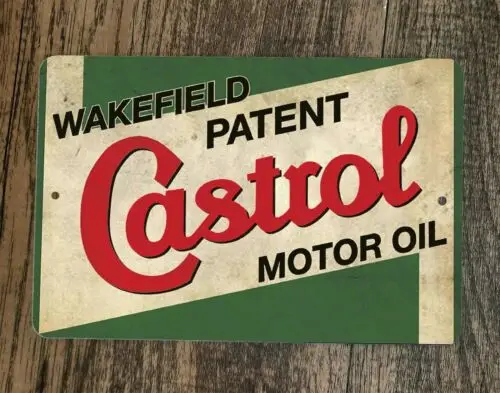 WAKEFIELD
PATENT
Castrol
MOTOR OIL